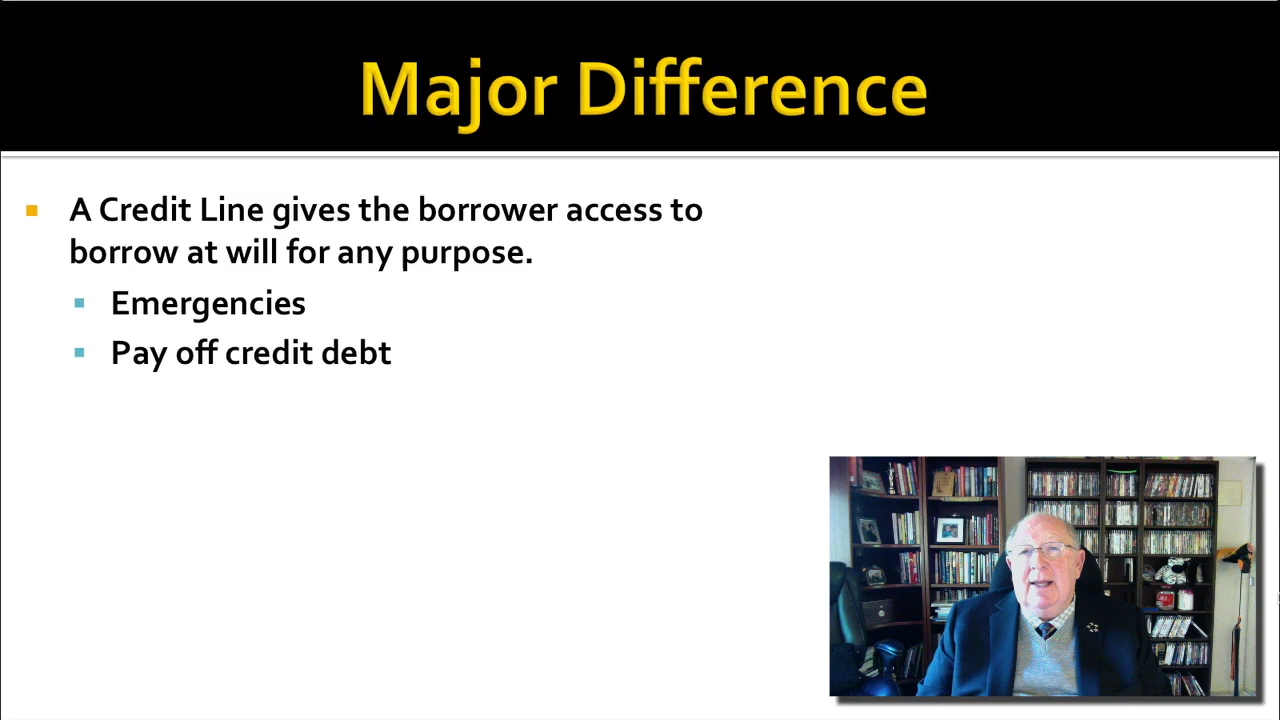 Major Difference
A Credit Line gives the borrower access to
borrow at will for any purpose.
Emergencies
Pay off credit debt